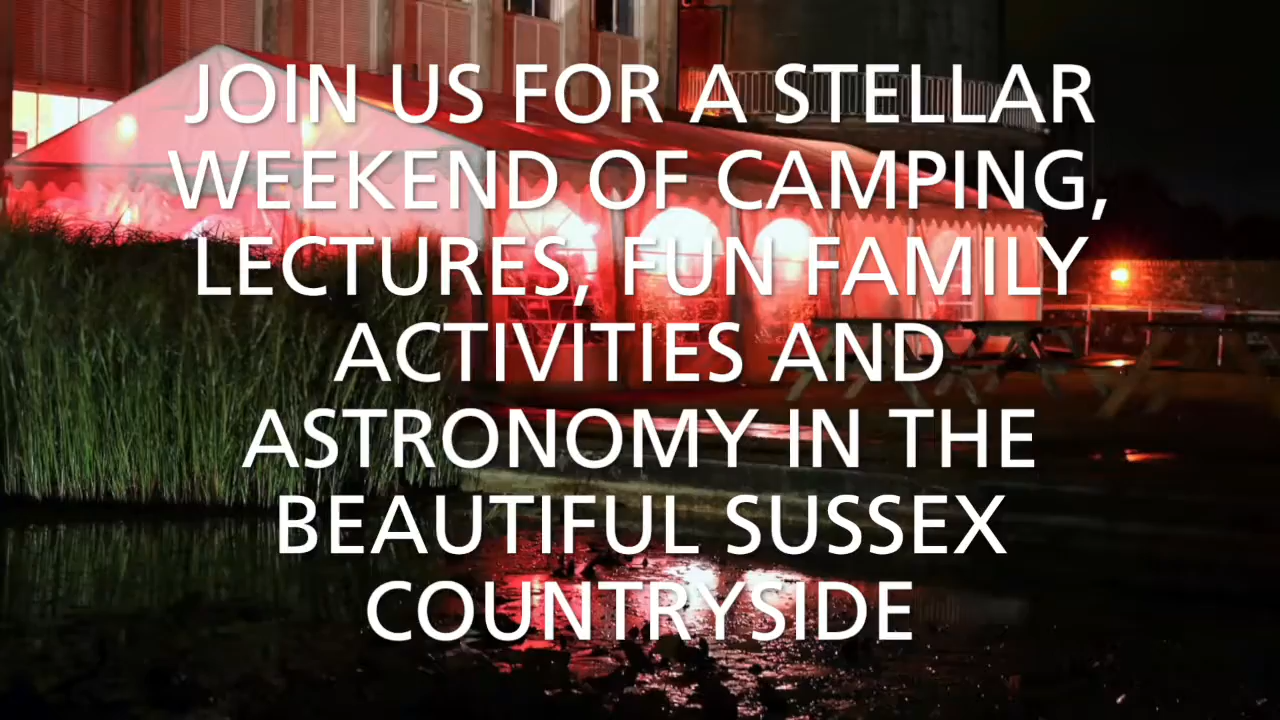 JOIN US FOR A STELLAR
WEEKEND OF CAMPING,
LECTURES, FUN FAMILY
ACTIVITIES AND
ASTRONOMY IN THE
BEAUTIFUL SUSSEX
COUNTRYSIDE